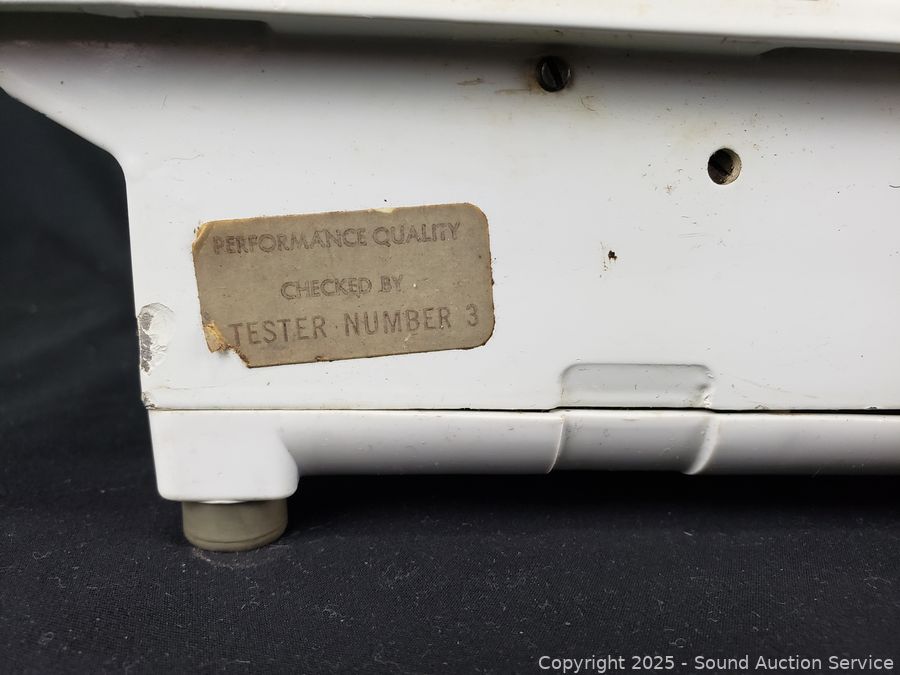 PERFORMANCE QUALITY
CHECKED BY
TESTER NUMBER 3
Copyright © 2025 - Sound Auction Service